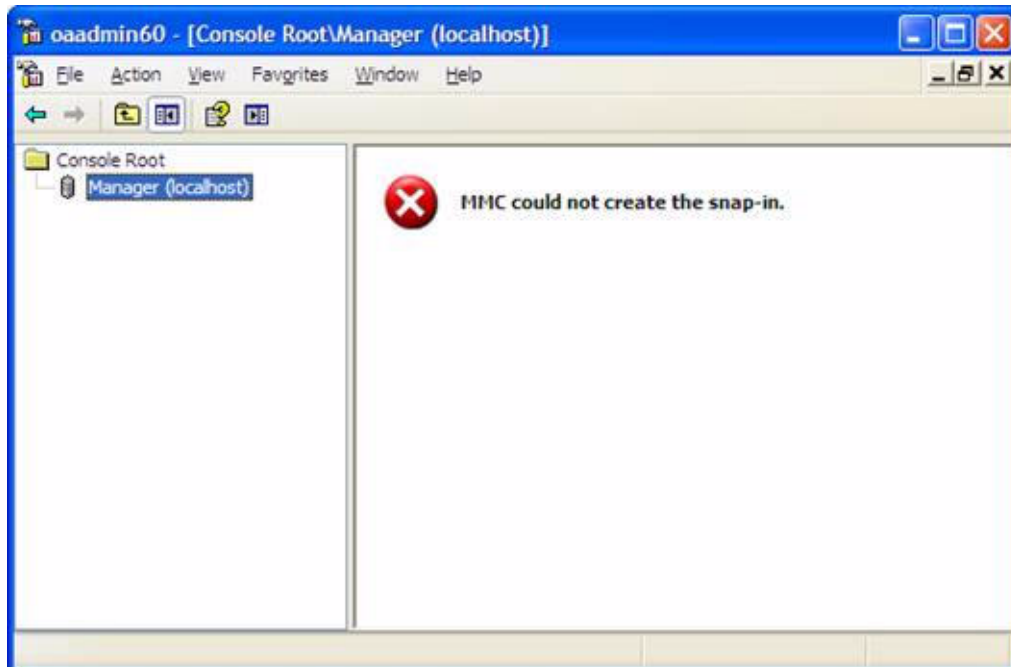 oaadmin60 - [Console Root\Manager (localhost)]
File Action View Favorites Window Help
Console Root
Manager (localhost)
MMC could not create the snap-in.